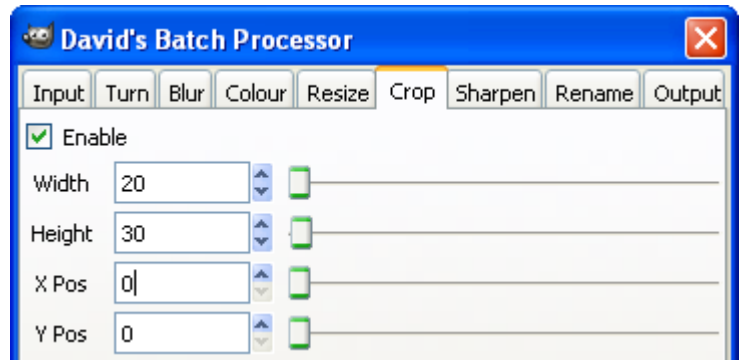 David's Batch Processor
Input Turn Blur Colour Resize Crop Sharpen Rename Output
Enable
Width 20
Height 30
X Pos 0
Y Pos 0